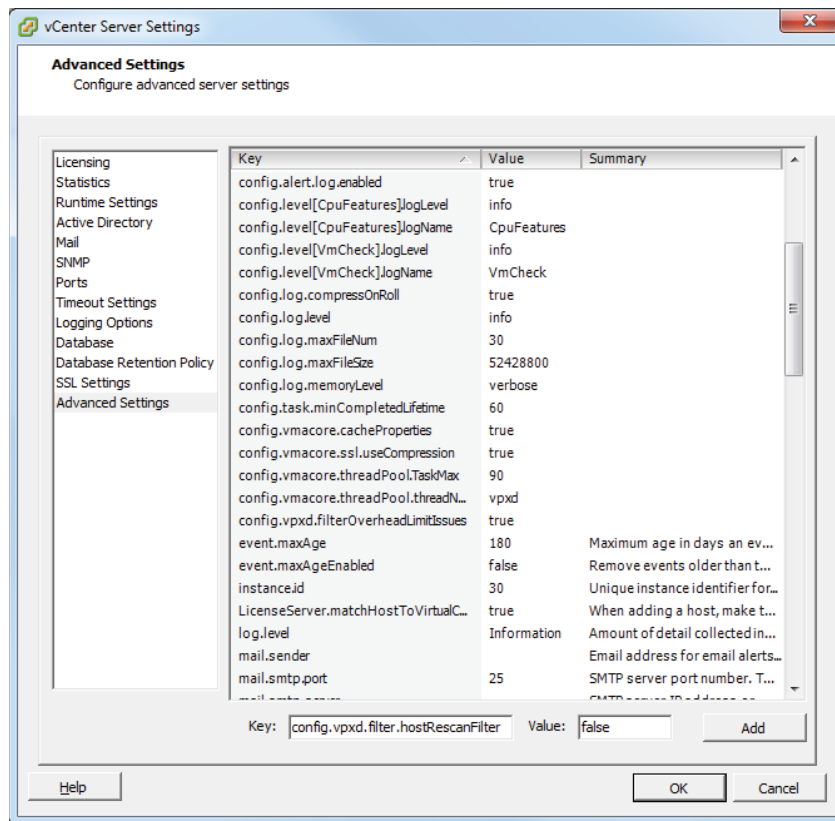 vCenter Server Settings
Advanced Settings
Configure advanced server settings
Licensing
Statistics
Runtime Settings
Active Directory
Mail
SNMP
Ports
Timeout Settings
Logging Options
Database
Database Retention Policy
SSL Settings
Advanced Settings
Key Value Summary
config.alert.log.enabled true
config.level[CpuFeatures].logLevel info
config.level[CpuFeatures].logName CpuFeatures
config.level[VmCheck].logLevel info
config.level[VmCheck].logName VmCheck
config.log.compressOnRoll true
config.log.level info
config.log.maxFileNum 30
config.log.maxFileSize 52428800
config.log.memoryLevel verbose
config.task.minCompletedLifetime 60
config.vmacore.cacheProperties true
config.vmacore.ssl.useCompression true
config.vmacore.threadPool.TaskMax 90
config.vmacore.threadPool.threadN... vpxd
config.vpxd.filterOverheadLimitIssues true
event.maxAge 180 Maximum age in days an ev...
event.maxAgeEnabled false Remove events older than t...
instance.id 30 Unique instance identifier for...
LicenseServer.matchHostToVirtualC... true When adding a host, make t...
log.level Information Amount of detail collected in...
mail.sender Email address for email alerts...
mail.smtp.port 25 SMTP server port number. T...
Key: config.vpxd.filter.hostRescanFilter Value: false Add
Help OK Cancel